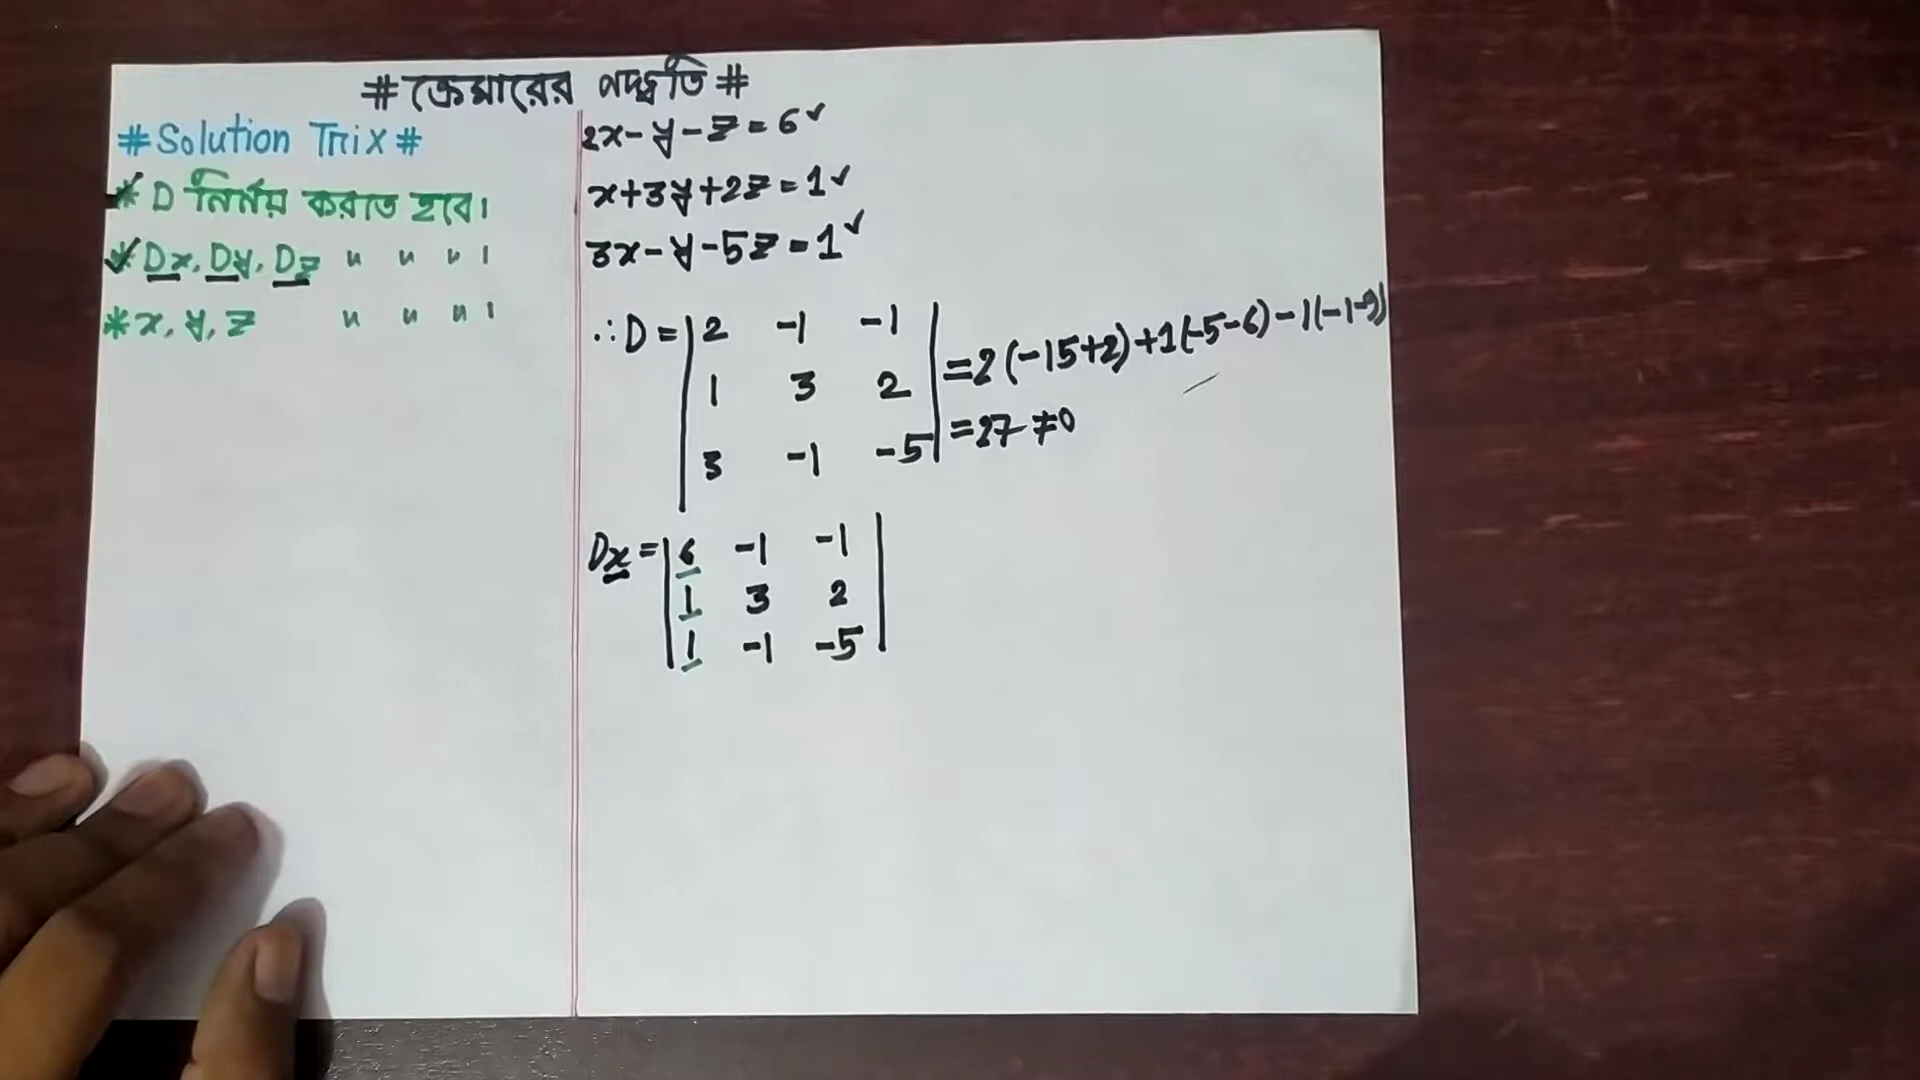 # ক্রেমারের পদ্ধতি #
# Solution Trix #
* D নির্ণয় করতে হবে।
* Dx, Dy, Dz " " " ।
* x, y, z " " " ।
2x-y-z=6
x+3y+2z=1
3x-y-5z=1
∴D = | 2 -1 -1 | =2(-15+2)+1(-5-6)-1(-1-9)
1 3 2
=27≠0
3 -1 -5
Dx = | 6 -1 -1 |
1 3 2
1 -1 -5